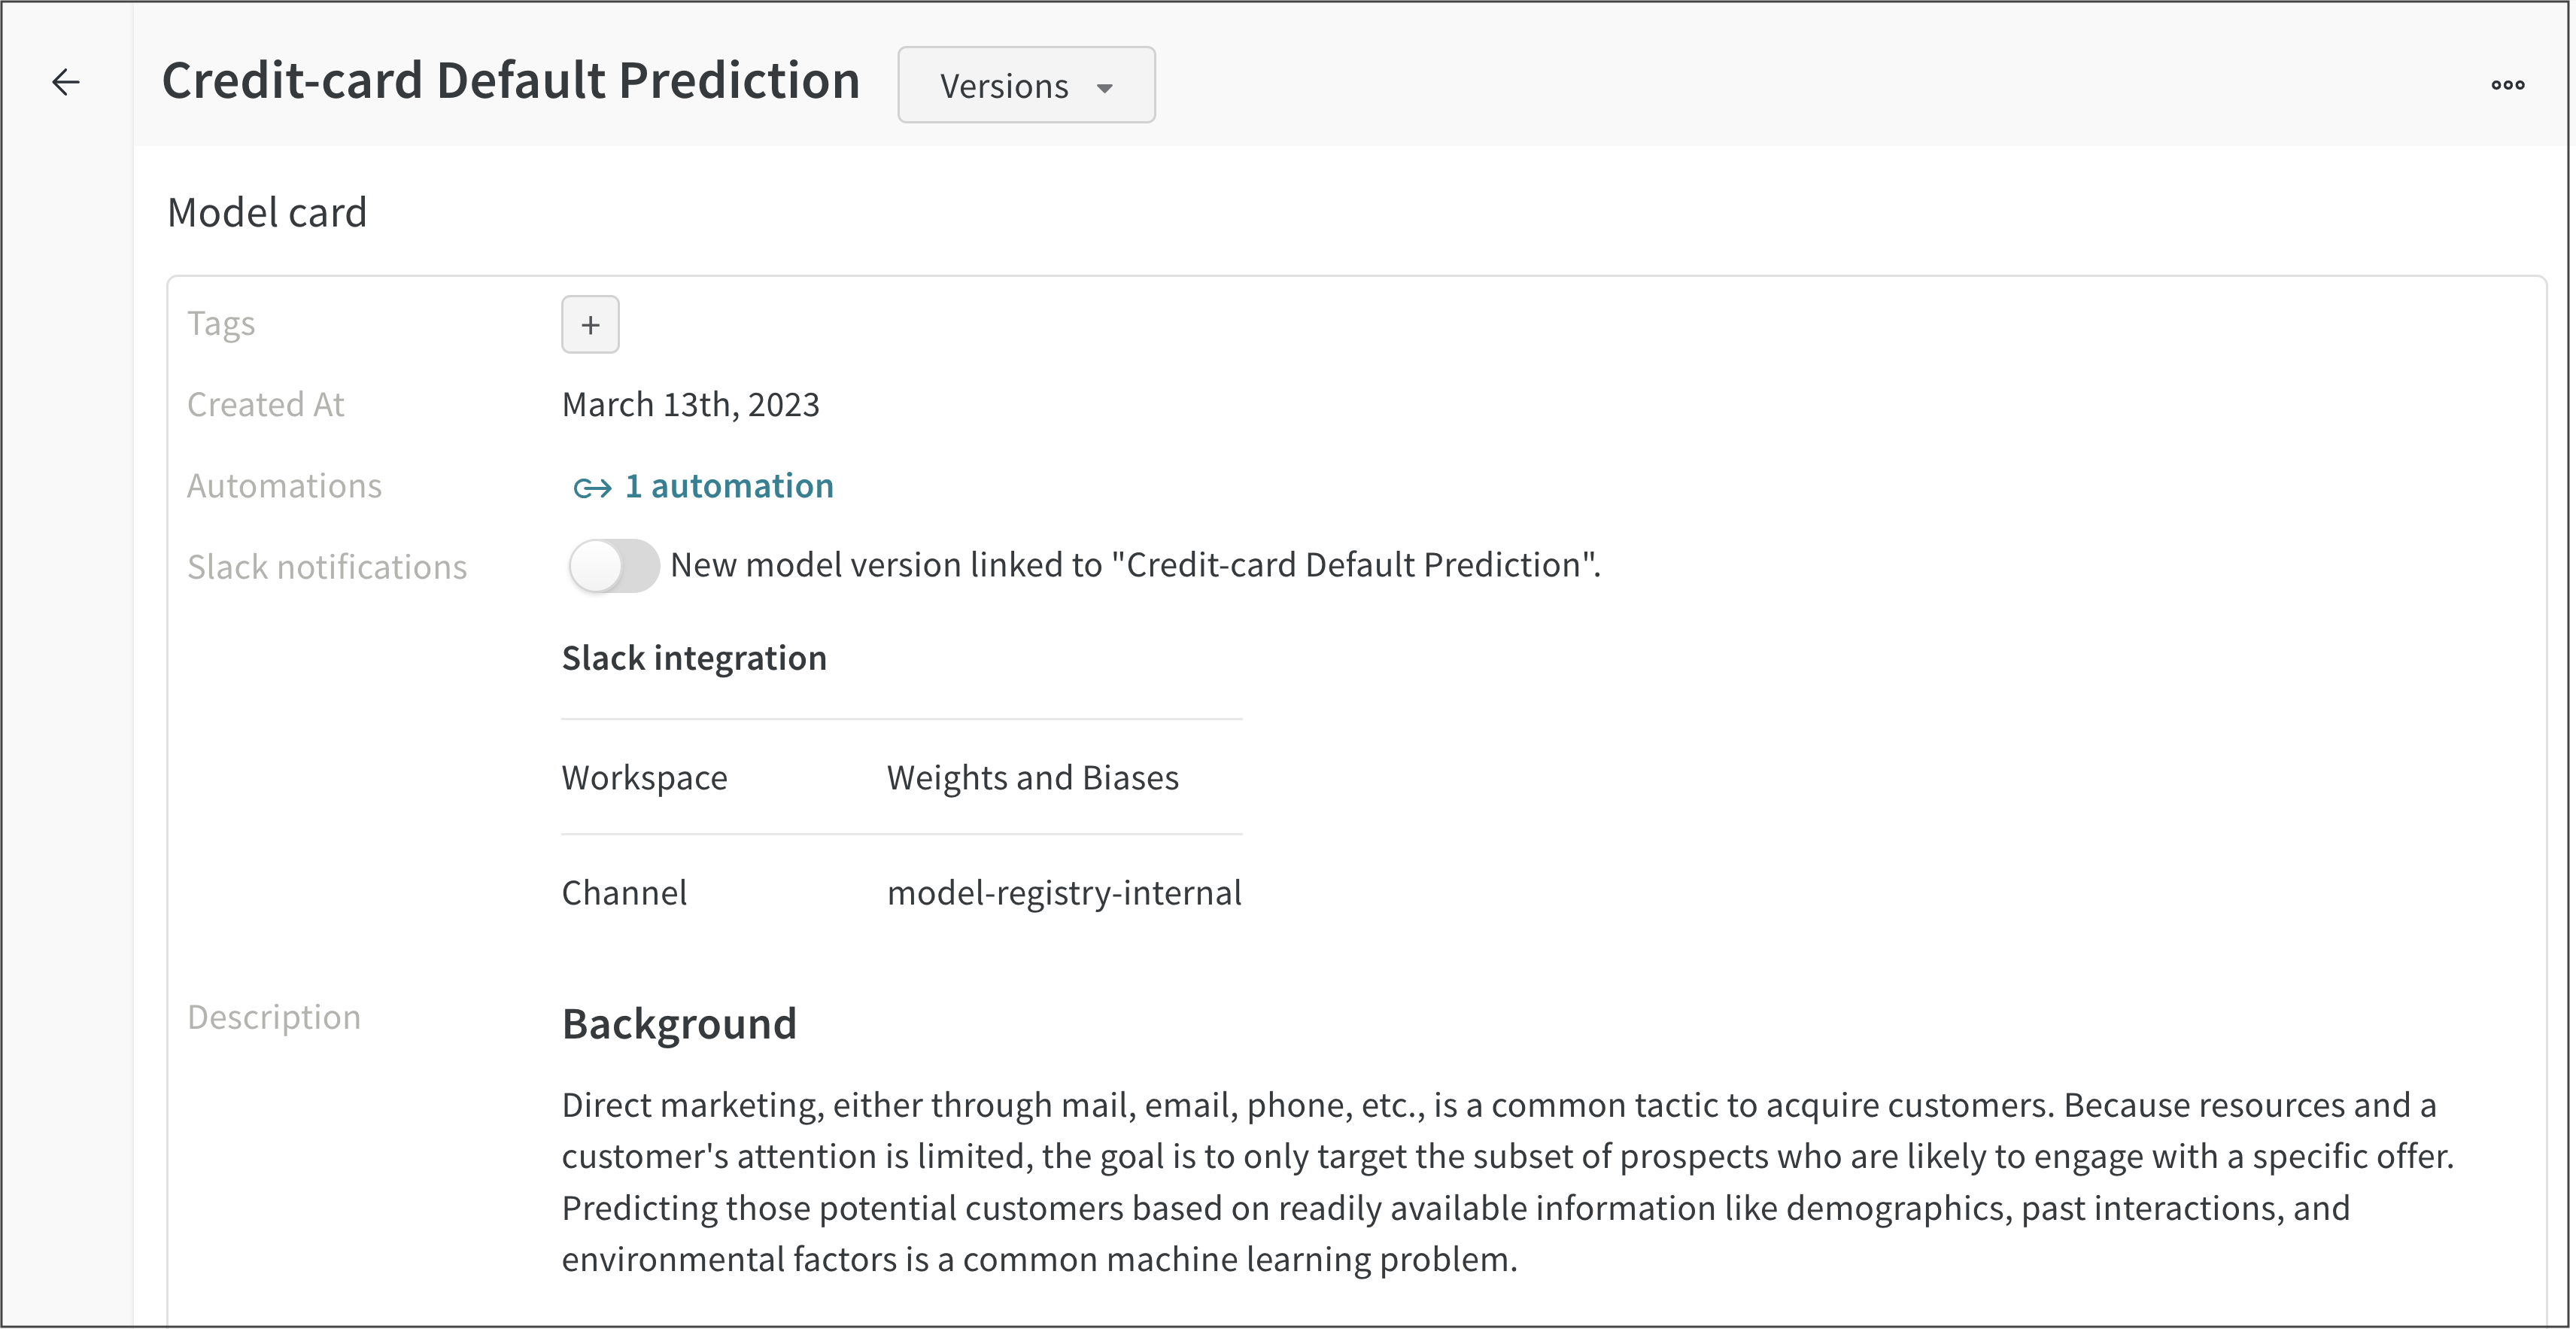 Credit-card Default Prediction
Versions
Model card
Tags
+
Created At
March 13th, 2023
Automations
1 automation
Slack notifications
New model version linked to "Credit-card Default Prediction".
Slack integration
Workspace
Weights and Biases
Channel
model-registry-internal
Description
Background
Direct marketing, either through mail, email, phone, etc., is a common tactic to acquire customers. Because resources and a
customer's attention is limited, the goal is to only target the subset of prospects who are likely to engage with a specific offer.
Predicting those potential customers based on readily available information like demographics, past interactions, and
environmental factors is a common machine learning problem.